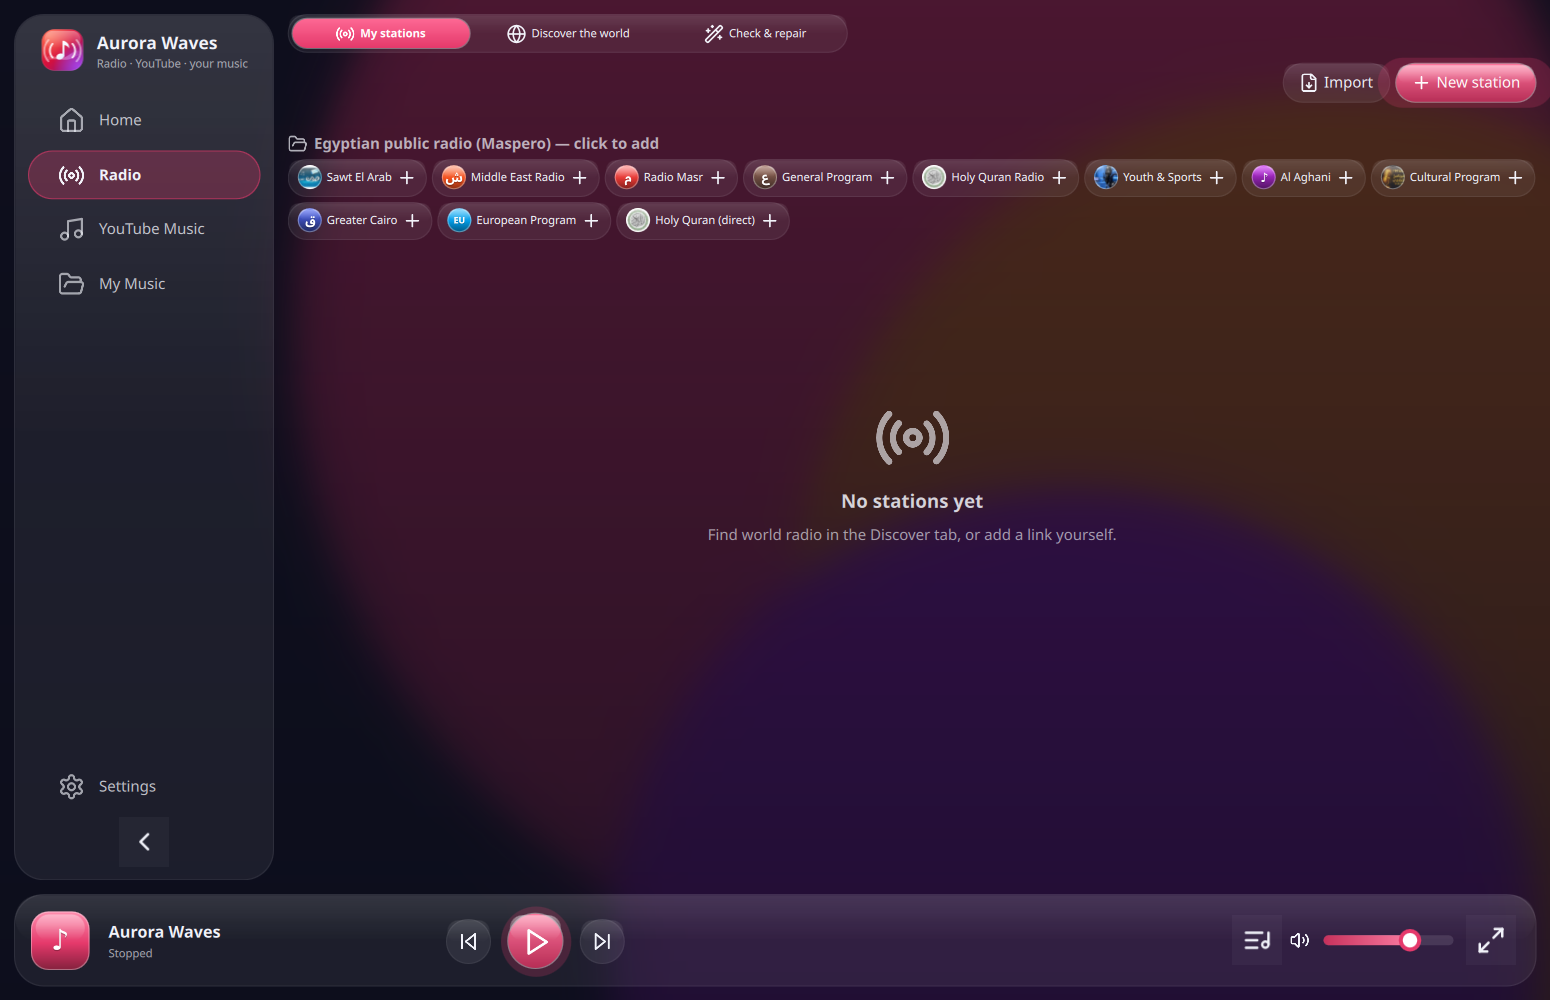 Aurora Waves
Radio · YouTube · your music
Home
Radio
YouTube Music
My Music
Settings
My stations
Discover the world
Check & repair
Import
New station
Egyptian public radio (Maspero) — click to add
Sawt El Arab
ش Middle East Radio
م Radio Masr
ع General Program
Holy Quran Radio
Youth & Sports
Al Aghani
Cultural Program
ق Greater Cairo
EU European Program
Holy Quran (direct)
No stations yet
Find world radio in the Discover tab, or add a link yourself.
Aurora Waves
Stopped